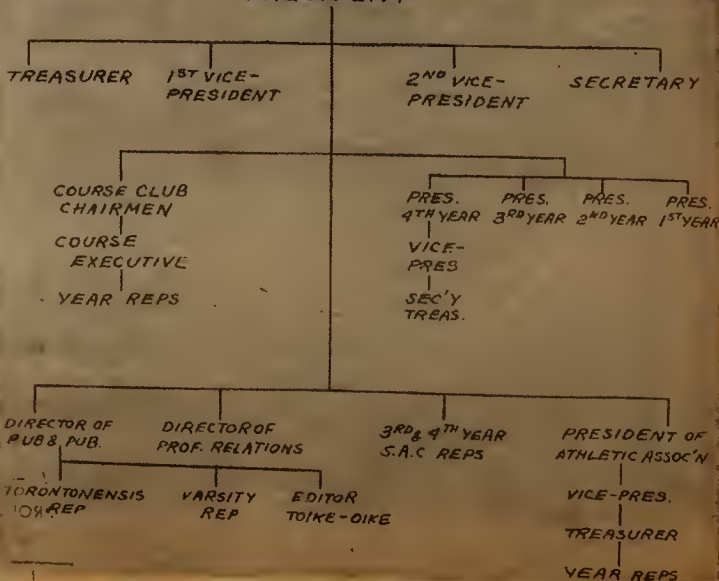 TREASURER
1ST VICE-
PRESIDENT
2ND VICE-
PRESIDENT
SECRETARY
COURSE CLUB
CHAIRMEN
COURSE
EXECUTIVE
YEAR REPS
PRES.
4TH YEAR
PRES.
3RD YEAR
PRES.
2ND YEAR
PRES.
1ST YEAR
VICE-
PRES
SEC'Y
TREAS.
DIRECTOR OF
PUB & PUB.
DIRECTOR OF
PROF. RELATIONS
3RD & 4TH YEAR
S.A.C REPS
PRESIDENT OF
ATHLETIC ASSOC'N
TORONTONENSIS
REP
VARSITY
REP
EDITOR
TOIKE-OIKE
VICE-PRES.
TREASURER
YEAR REPS